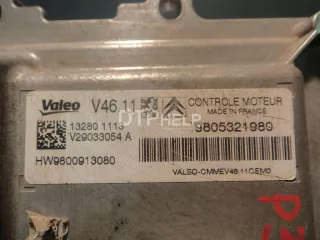 Valeo V46.11 CONTROLE MOTEUR
MADE IN FRANCE
13280 1113
V29033054 A
9805321980
HW9800913080
VALEO-CMMEV46.11CEM0
DTPHELP